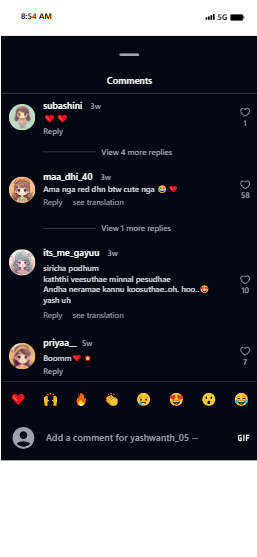 8:54 AM
5G
Comments
subashini 3w
❤️ ❤️
1
Reply
View 4 more replies
maa_dhi_40 3w
Ama nga red dhn btw cute nga 😂 ❤️
58
Reply see translation
View 1 more replies
its_me_gayuu 3w
siricha podhum
kaththi veesuthae minnal pesudhae
Andha neramae kannu koosuthae..oh. hoo..🤩
10
yash uh
Reply see translation
priyaa__ 5w
Boomm❤️ 💥
7
Reply
❤️ 🙌 🔥 👏 😢 😍 😮 😂
Add a comment for yashwanth_05 ...
GIF